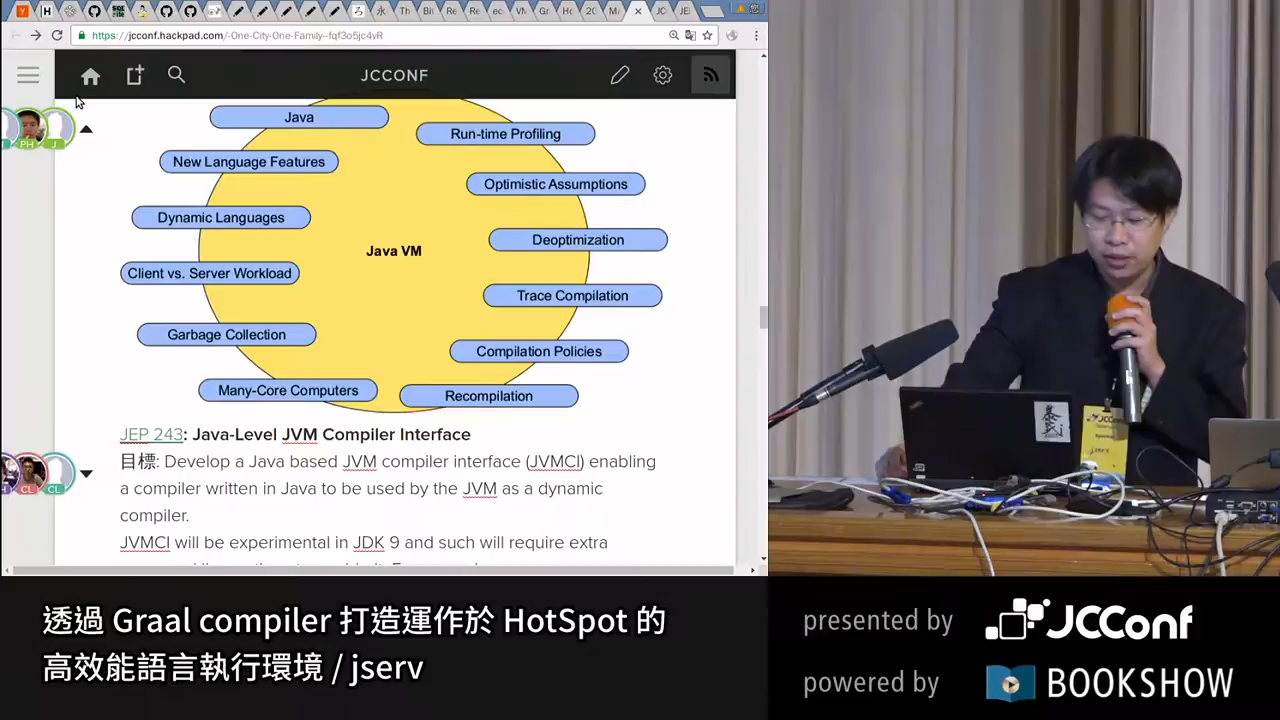 https://jcconf.hackpad.com/-One-City-One-Family--fqf3o5jc4vR
JCCONF
Java
Run-time Profiling
New Language Features
Optimistic Assumptions
Dynamic Languages
Deoptimization
Java VM
Client vs. Server Workload
Trace Compilation
Garbage Collection
Compilation Policies
Many-Core Computers
Recompilation
PH
J
JEP 243: Java-Level JVM Compiler Interface
目標: Develop a Java based JVM compiler interface (JVMCI) enabling
a compiler written in Java to be used by the JVM as a dynamic
compiler.
JVMCI will be experimental in JDK 9 and such will require extra
CL
CL
透過 Graal compiler 打造運作於 HotSpot 的
高效能語言執行環境 / jserv
presented by JCConf
powered by BOOKSHOW